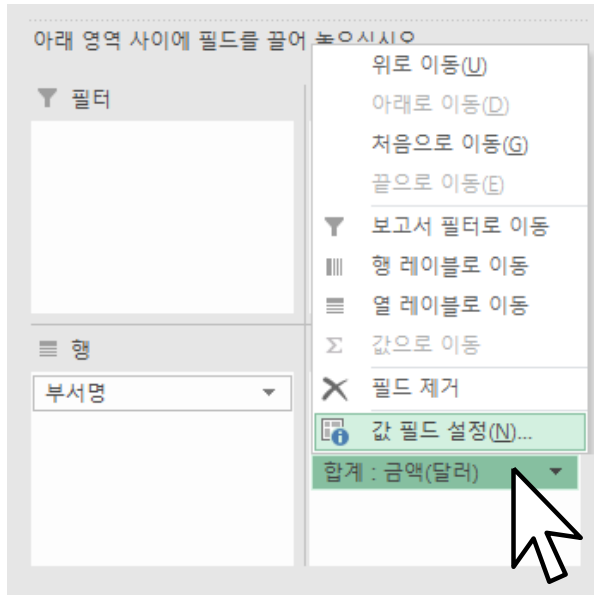 아래 영역 사이에 필드를 끌어 놓으십시오
필터
위로 이동(U)
아래로 이동(D)
처음으로 이동(G)
끝으로 이동(E)
보고서 필터로 이동
행 레이블로 이동
열 레이블로 이동
Σ 값으로 이동
필드 제거
값 필드 설정(N)...
행
부서명
합계 : 금액(달러)